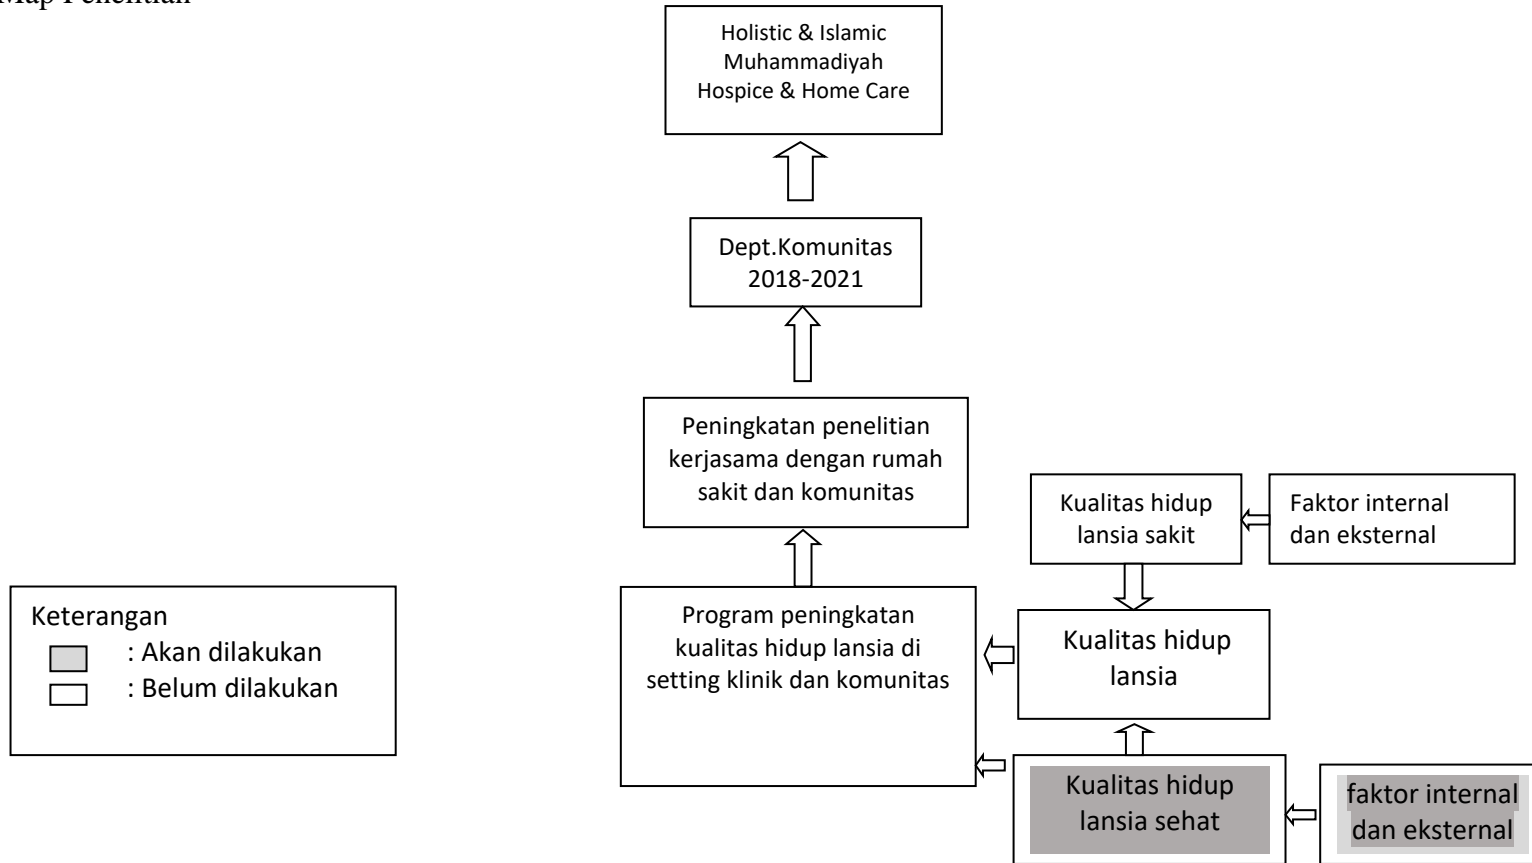 Map Penelitian
Holistic & Islamic
Muhammadiyah
Hospice & Home Care
Dept.Komunitas
2018-2021
Peningkatan penelitian
kerjasama dengan rumah
sakit dan komunitas
Kualitas hidup
lansia sakit
Faktor internal
dan eksternal
Keterangan
: Akan dilakukan
: Belum dilakukan
Program peningkatan
kualitas hidup lansia di
setting klinik dan komunitas
Kualitas hidup
lansia
Kualitas hidup
lansia sehat
faktor internal
dan eksternal